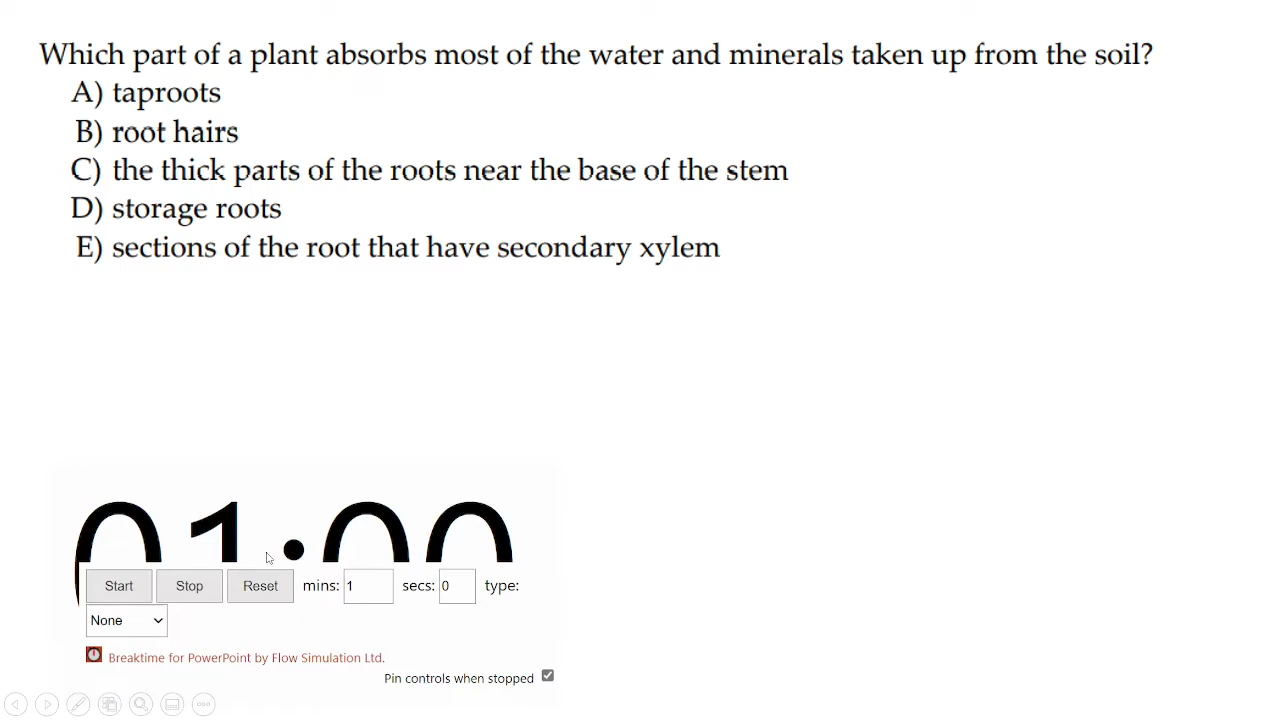 Which part of a plant absorbs most of the water and minerals taken up from the soil?
A) taproots
B) root hairs
C) the thick parts of the roots near the base of the stem
D) storage roots
E) sections of the root that have secondary xylem
01:00
Start Stop Reset mins: 1 secs: 0 type:
None
Breaktime for PowerPoint by Flow Simulation Ltd.
Pin controls when stopped